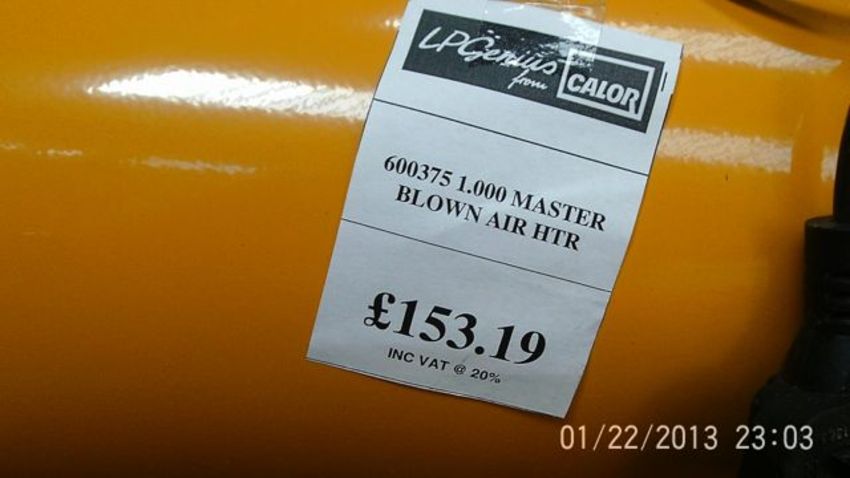 LPGenius
from CALOR
600375 1.000 MASTER
BLOWN AIR HTR
£153.19
INC VAT @ 20%
01/22/2013 23:03